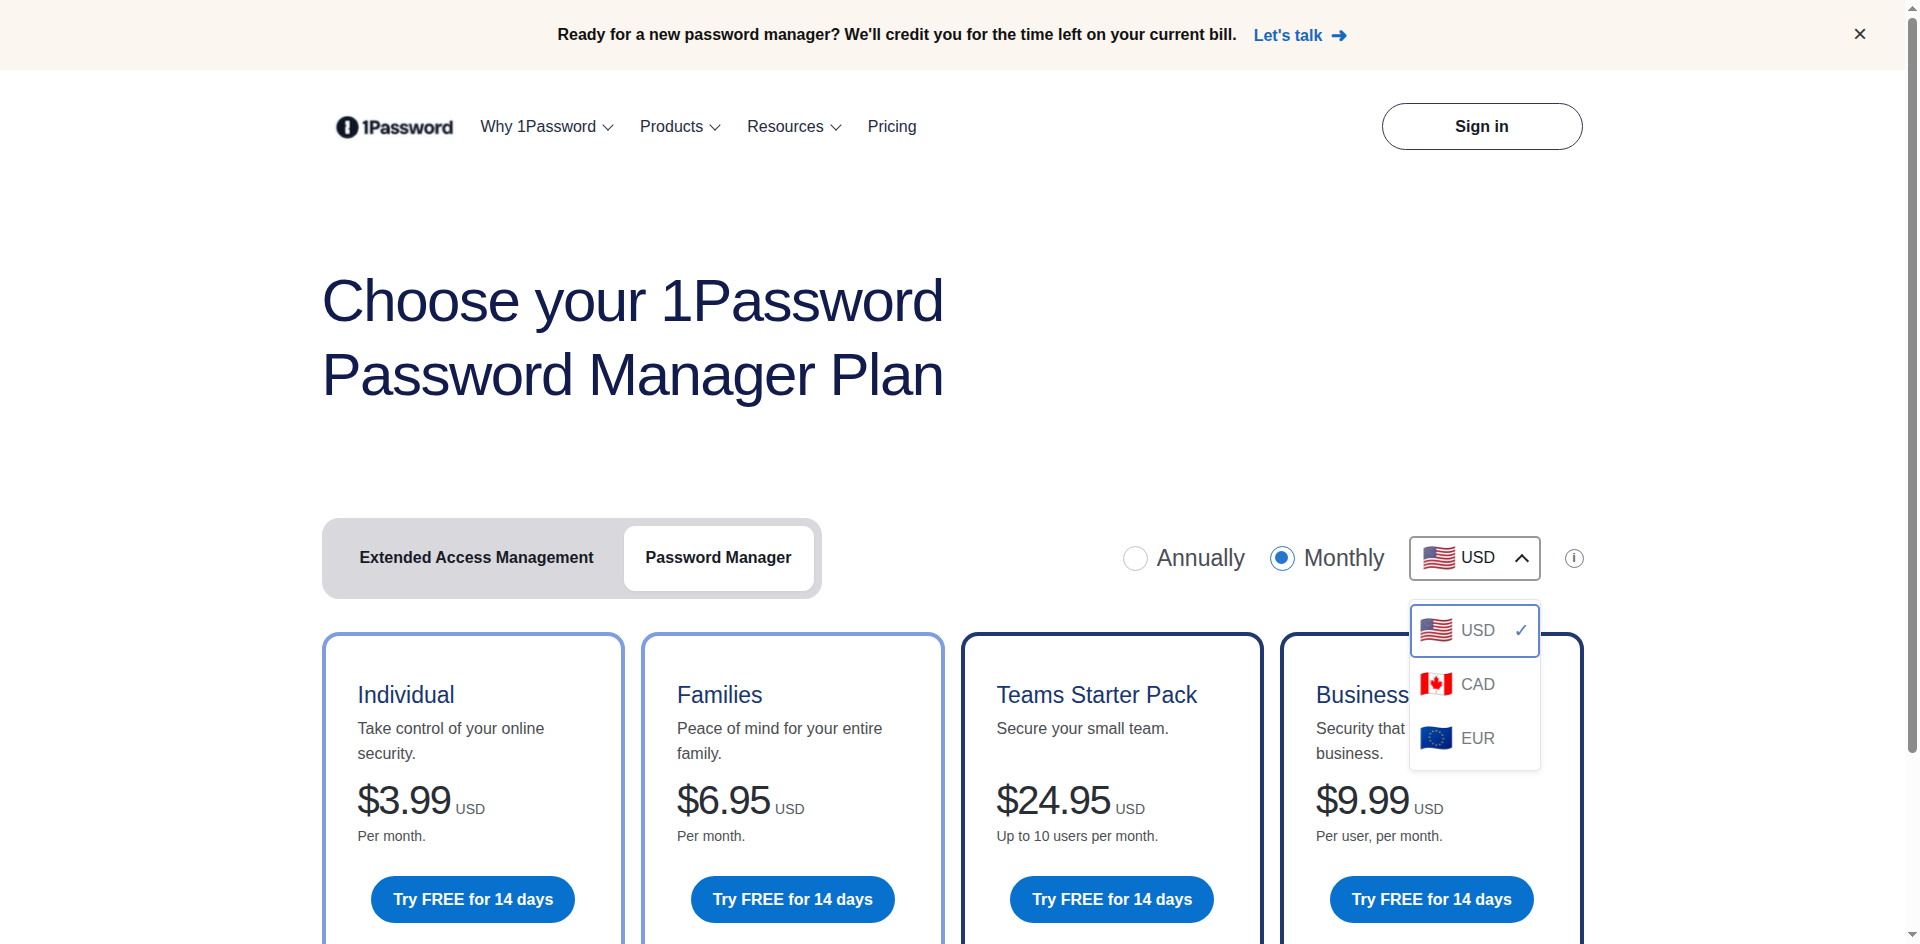 Ready for a new password manager? We'll credit you for the time left on your current bill. Let's talk ➜
1Password
Why 1Password
Products
Resources
Pricing
Sign in
Choose your 1Password
Password Manager Plan
Extended Access Management
Password Manager
Annually
Monthly
USD
USD ✓
CAD
EUR
Individual
Take control of your online
security.
$3.99 USD
Per month.
Try FREE for 14 days
Families
Peace of mind for your entire
family.
$6.95 USD
Per month.
Try FREE for 14 days
Teams Starter Pack
Secure your small team.
$24.95 USD
Up to 10 users per month.
Try FREE for 14 days
Business
Security that
business.
$9.99 USD
Per user, per month.
Try FREE for 14 days